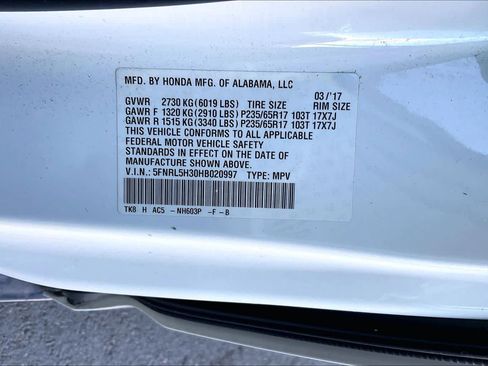 MFD. BY HONDA MFG. OF ALABAMA, LLC
03/'17
GVWR 2730 KG (6019 LBS) TIRE SIZE RIM SIZE
GAWR F 1320 KG (2910 LBS) P235/65R17 103T 17X7J
GAWR R 1515 KG (3340 LBS) P235/65R17 103T 17X7J
THIS VEHICLE CONFORMS TO ALL APPLICABLE
FEDERAL MOTOR VEHICLE SAFETY
STANDARDS IN EFFECT ON THE DATE OF
MANUFACTURE SHOWN ABOVE.
V.I.N.: 5FNRL5H30HB020997 TYPE: MPV
TK8 H AC5 -NH603P -F -B